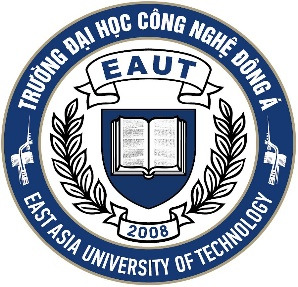 TRƯỜNG ĐẠI HỌC CÔNG NGHỆ ĐÔNG Á
EAUT
2008
EASTASIA UNIVERSITY OF TECHNOLOGY